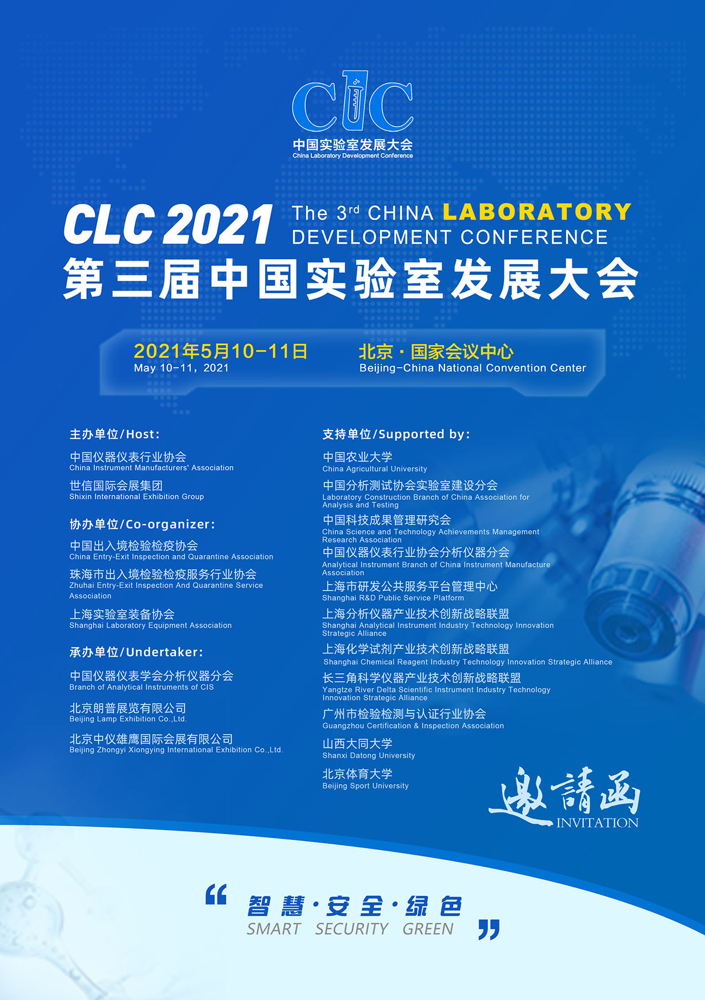 CLC
中国实验室发展大会
China Laboratory Development Conference
CLC 2021 The 3rd CHINA LABORATORY
DEVELOPMENT CONFERENCE
第三届中国实验室发展大会
2021年5月10-11日
May 10-11, 2021
北京·国家会议中心
Beijing-China National Convention Center
主办单位/Host:
中国仪器仪表行业协会
China Instrument Manufacturers' Association
世信国际会展集团
Shixin International Exhibition Group
协办单位/Co-organizer:
中国出入境检验检疫协会
China Entry-Exit Inspection and Quarantine Association
珠海市出入境检验检疫服务行业协会
Zhuhai Entry-Exit Inspection And Quarantine Service
Association
上海实验室装备协会
Shanghai Laboratory Equipment Association
承办单位/Undertaker:
中国仪器仪表学会分析仪器分会
Branch of Analytical Instruments of CIS
北京朗普展览有限公司
Beijing Lamp Exhibition Co.,Ltd.
北京中仪雄鹰国际会展有限公司
Beijing Zhongyi Xiongying International Exhibition Co.,Ltd.
支持单位/Supported by:
中国农业大学
China Agricultural University
中国分析测试协会实验室建设分会
Laboratory Construction Branch of China Association for
Analysis and Testing
中国科技成果管理研究会
China Science and Technology Achievements Management
Research Association
中国仪器仪表行业协会分析仪器分会
Analytical Instrument Branch of China Instrument Manufacture
Association
上海市研发公共服务平台管理中心
Shanghai R&D Public Service Platform
上海分析仪器产业技术创新战略联盟
Shanghai Analytical Instrument Industry Technology Innovation
Strategic Alliance
上海化学试剂产业技术创新战略联盟
Shanghai Chemical Reagent Industry Technology Innovation Strategic Alliance
长三角科学仪器产业技术创新战略联盟
Yangtze River Delta Scientific Instrument Industry Technology
Innovation Strategic Alliance
广州市检验检测与认证行业协会
Guangzhou Certification & Inspection Association
山西大同大学
Shanxi Datong University
北京体育大学
Beijing Sport University
邀請函
INVITATION
“智慧·安全·绿色
SMART SECURITY GREEN”